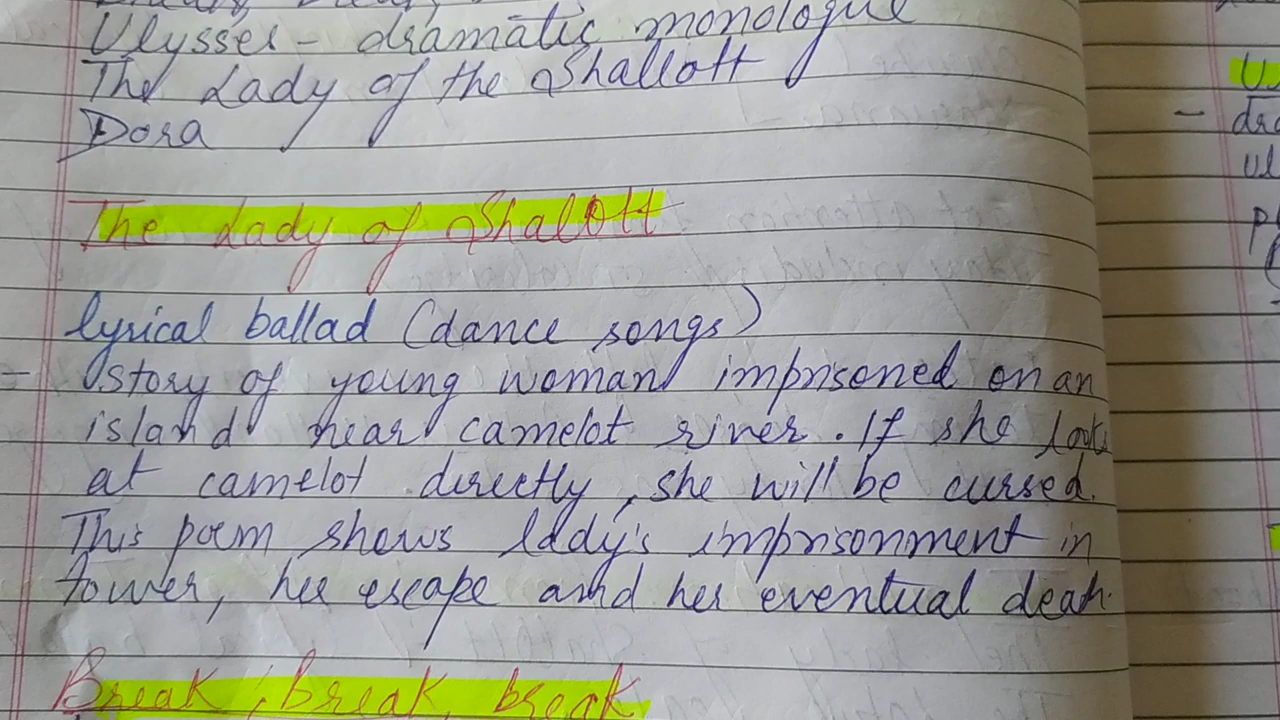 Ulysses - dramatic monologue
The Lady of the Shallott
Dora
The Lady of Shalott
lyrical ballad (dance songs)
- story of young woman imprisoned on an
island near camelot river. If she looks
at camelot directly, she will be cursed.
This poem shows lady's imprisonment in
tower, her escape and her eventual death.
Break, break, break